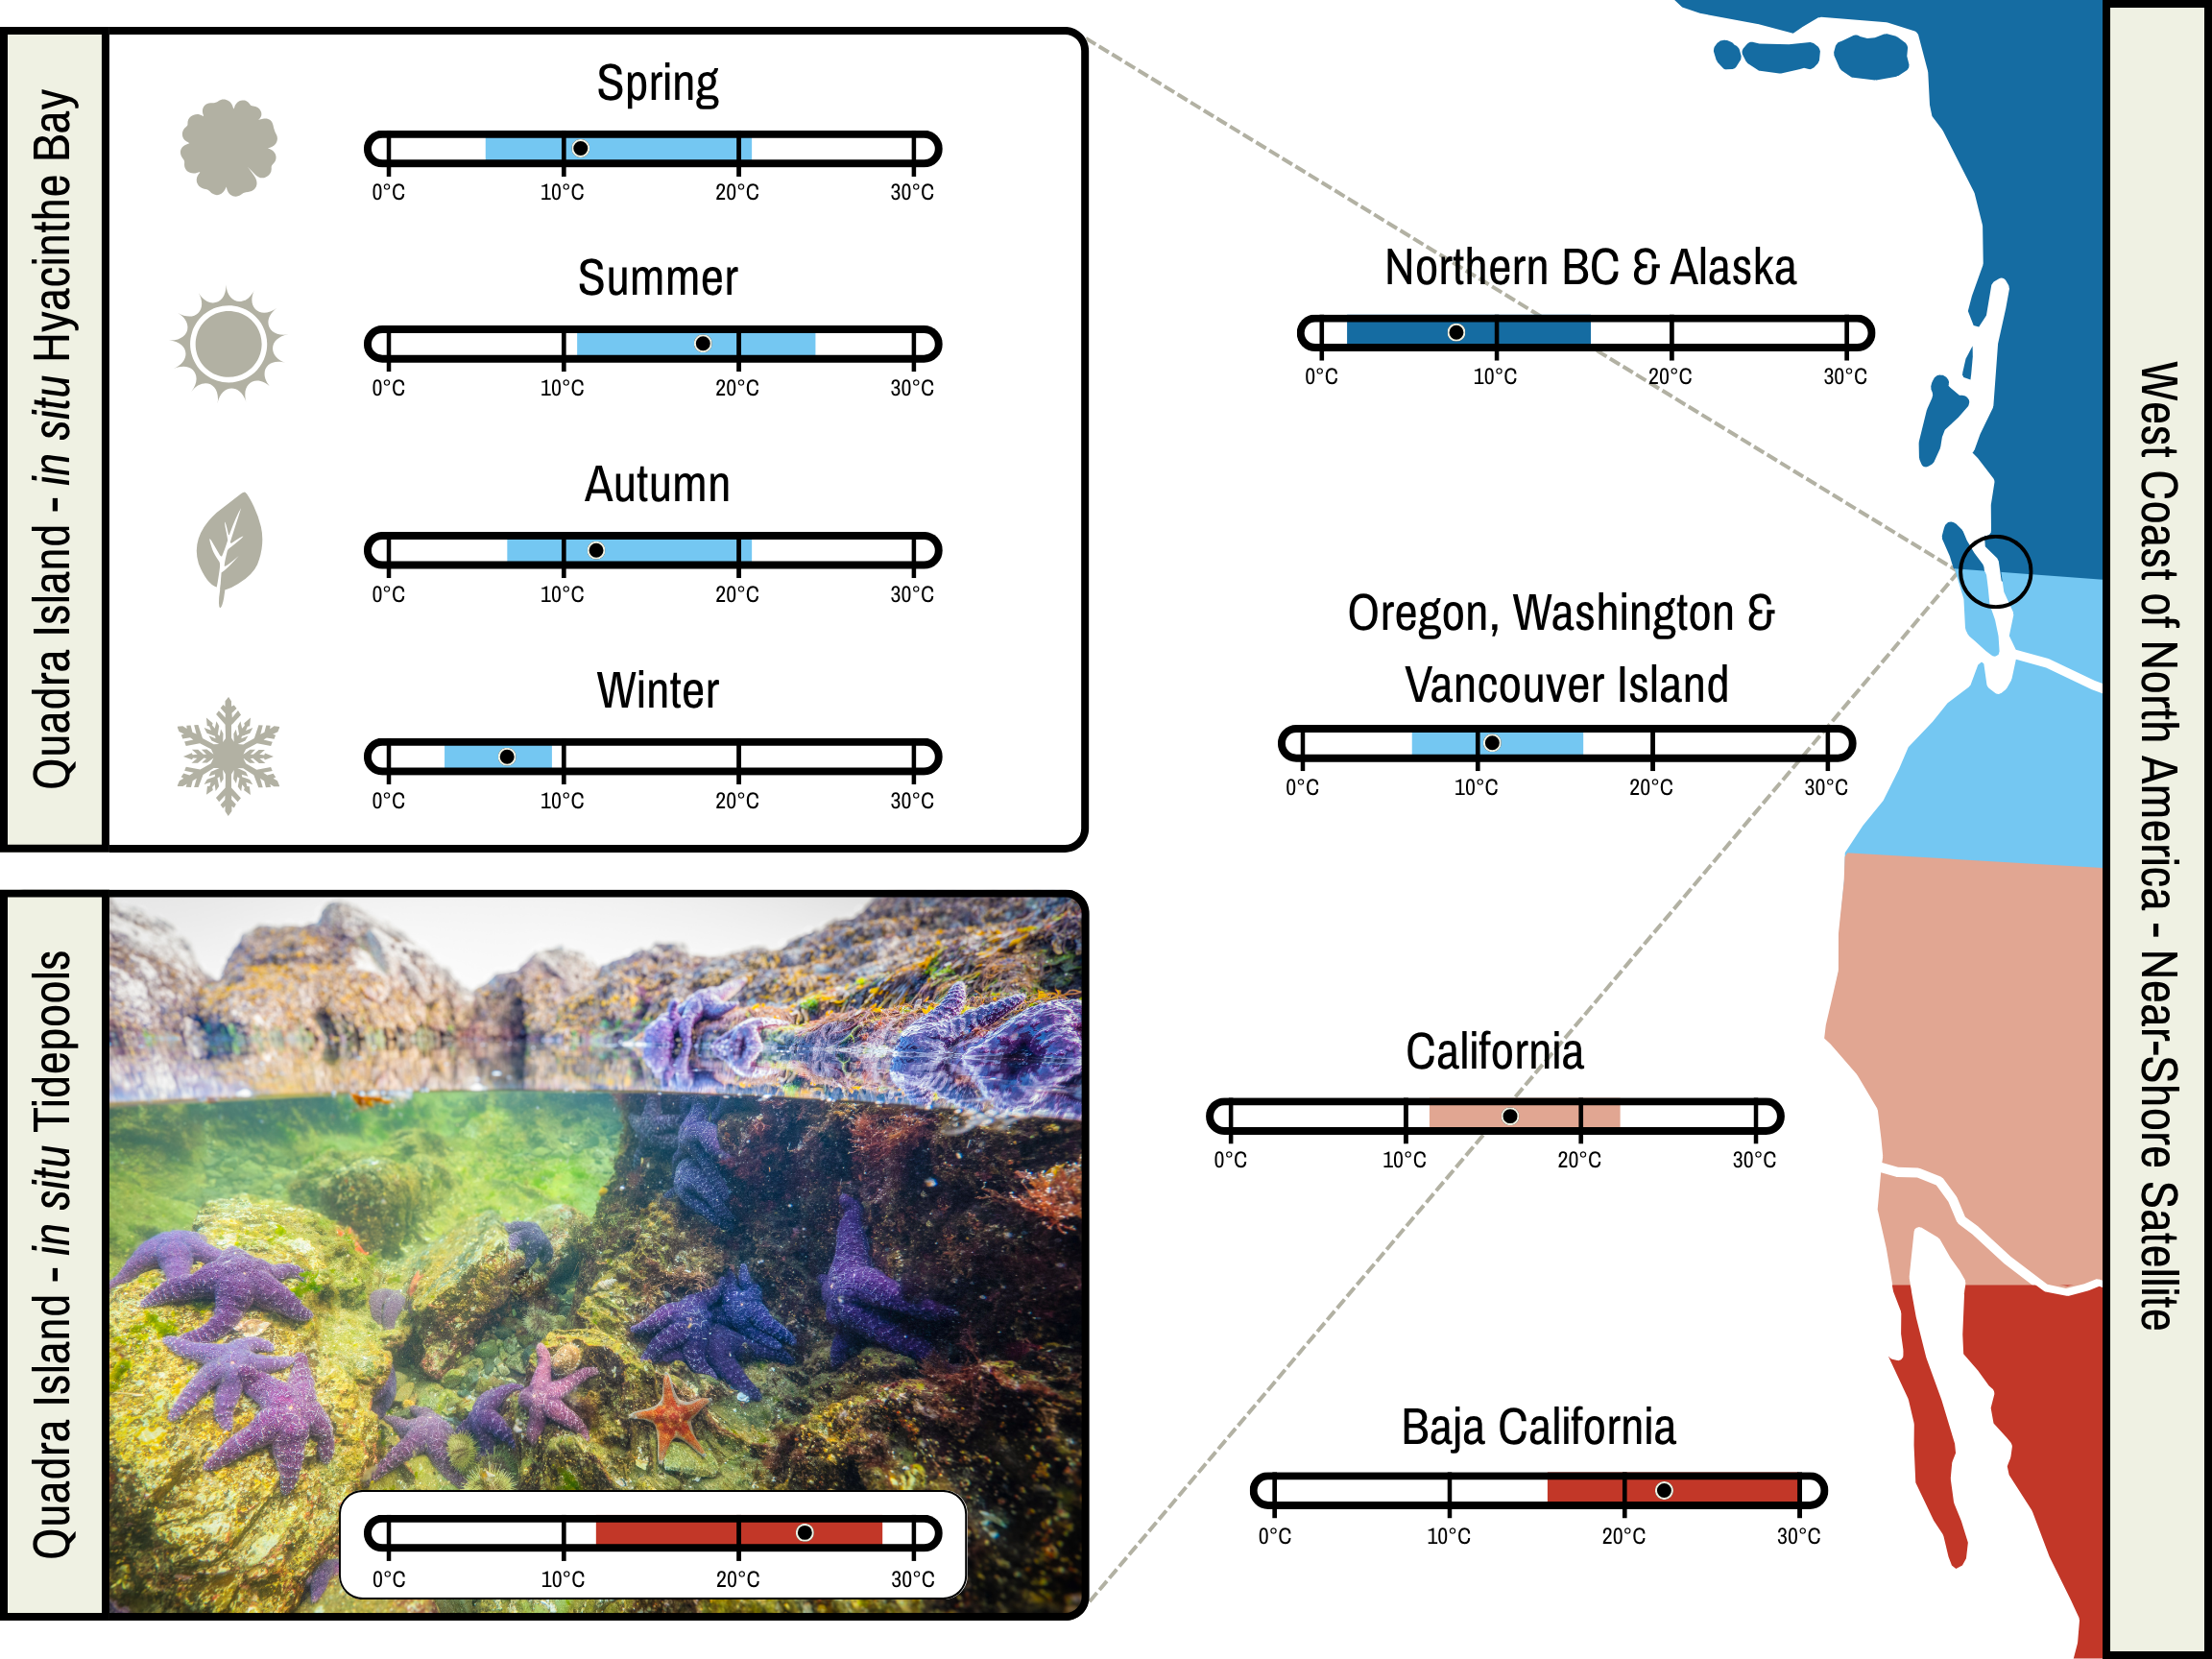 Quadra Island - in situ Hyacinthe Bay
Spring
0°C 10°C 20°C 30°C
Summer
0°C 10°C 20°C 30°C
Autumn
0°C 10°C 20°C 30°C
Winter
0°C 10°C 20°C 30°C
Quadra Island - in situ Tidepools
0°C 10°C 20°C 30°C
Northern BC & Alaska
0°C 10°C 20°C 30°C
Oregon, Washington &
Vancouver Island
0°C 10°C 20°C 30°C
California
0°C 10°C 20°C 30°C
Baja California
0°C 10°C 20°C 30°C
West Coast of North America - Near-Shore Satellite